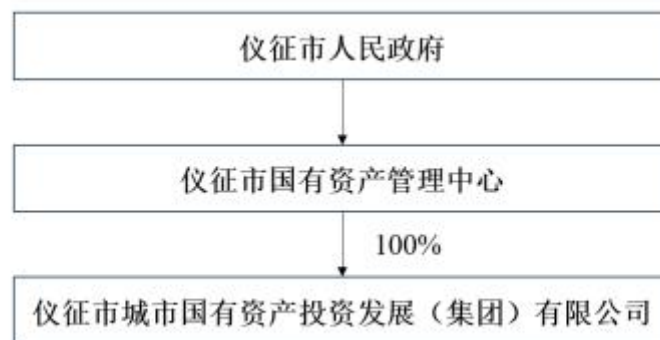 仪征市人民政府
仪征市国有资产管理中心
100%
仪征市城市国有资产投资发展（集团）有限公司